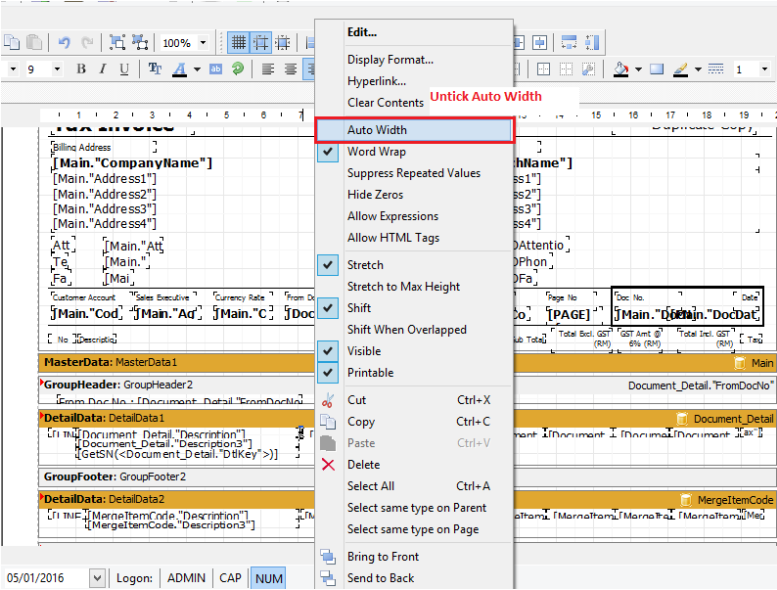 100%
Edit...
9 B I U
Display Format...
Hyperlink...
Clear Contents
Untick Auto Width
1
1 2 3 4 5 6 7 15 16 17 18 19
Tax Invoice
Auto Width
Duplicate Copy
Billing Address
Word Wrap
[Main."CompanyName"]
hName"]
[Main."Address1"]
Suppress Repeated Values
ss1"]
[Main."Address2"]
Hide Zeros
ss2"]
[Main."Address3"]
Allow Expressions
ss3"]
[Main."Address4"]
s4"]
Allow HTML Tags
Att [Main."Att
Attentio
Te [Main."
Stretch
Phon
Fa [Mai
Stretch to Max Height
Fa
Customer Account Sales Executive Currency Rate From Do
Page No Doc No. Date
[Main."Cod [Main."Ag [Main."C [Doc
Shift
[PAGE] [Main."D n."DocDat
Shift When Overlapped
No Descriptio
ub Total Total Excl. GST (RM) GST Amt @ 6% (RM) Total Incl. GST (RM) Tax
Visible
MasterData: MasterData1
Main
Printable
GroupHeader: GroupHeader2
Document_Detail."FromDocNo"
From Doc No : [Document_Detail."FromDocNo
Cut Ctrl+X
DetailData: DetailData1
Copy Ctrl+C
Document_Detail
[LINE [Document_Detail."Description"]
ment [Document [Documel [Document ax"
[Document_Detail."Description3"]
Paste Ctrl+V
[GetSN(<Document_Detail."DtlKey">)]
Delete
GroupFooter: GroupFooter2
Select All Ctrl+A
DetailData: DetailData2
MergeItemCode
Select same type on Parent
[LINE [MergeItemCode."Description"] [M
eItem [MergeItem [MergeIte [MergeItem [Me
[MergeItemCode."Description3"]
Select same type on Page
Bring to Front
Send to Back
05/01/2016 Logon: ADMIN CAP NUM